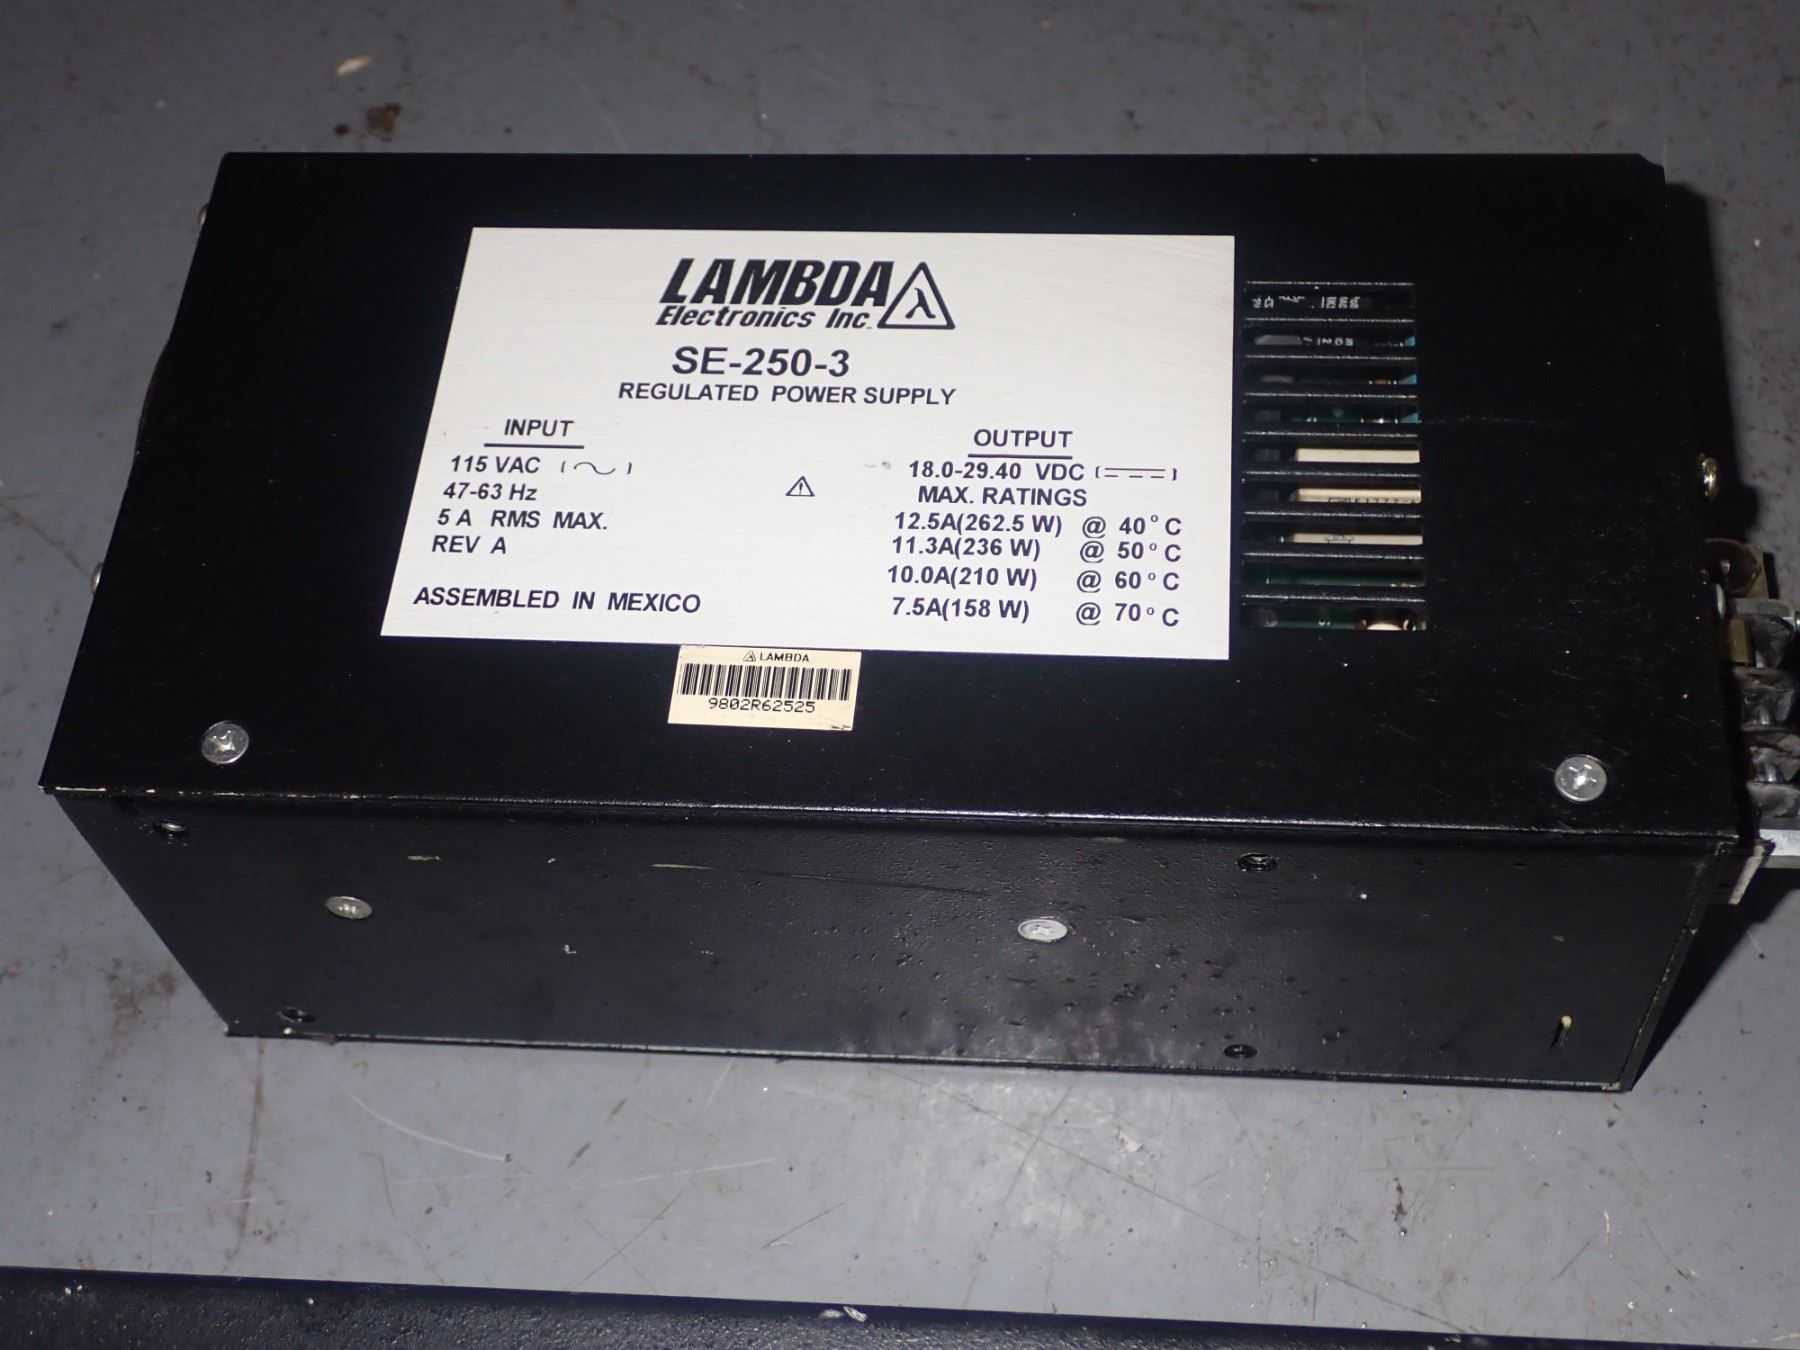 LAMBDA
Electronics Inc.
SE-250-3
REGULATED POWER SUPPLY
INPUT
115 VAC
47-63 Hz
5 A RMS MAX.
REV A
ASSEMBLED IN MEXICO
OUTPUT
18.0-29.40 VDC
MAX. RATINGS
12.5A(262.5 W) @ 40°C
11.3A(236 W) @ 50°C
10.0A(210 W) @ 60°C
7.5A(158 W) @ 70°C
LAMBDA
9802R62525